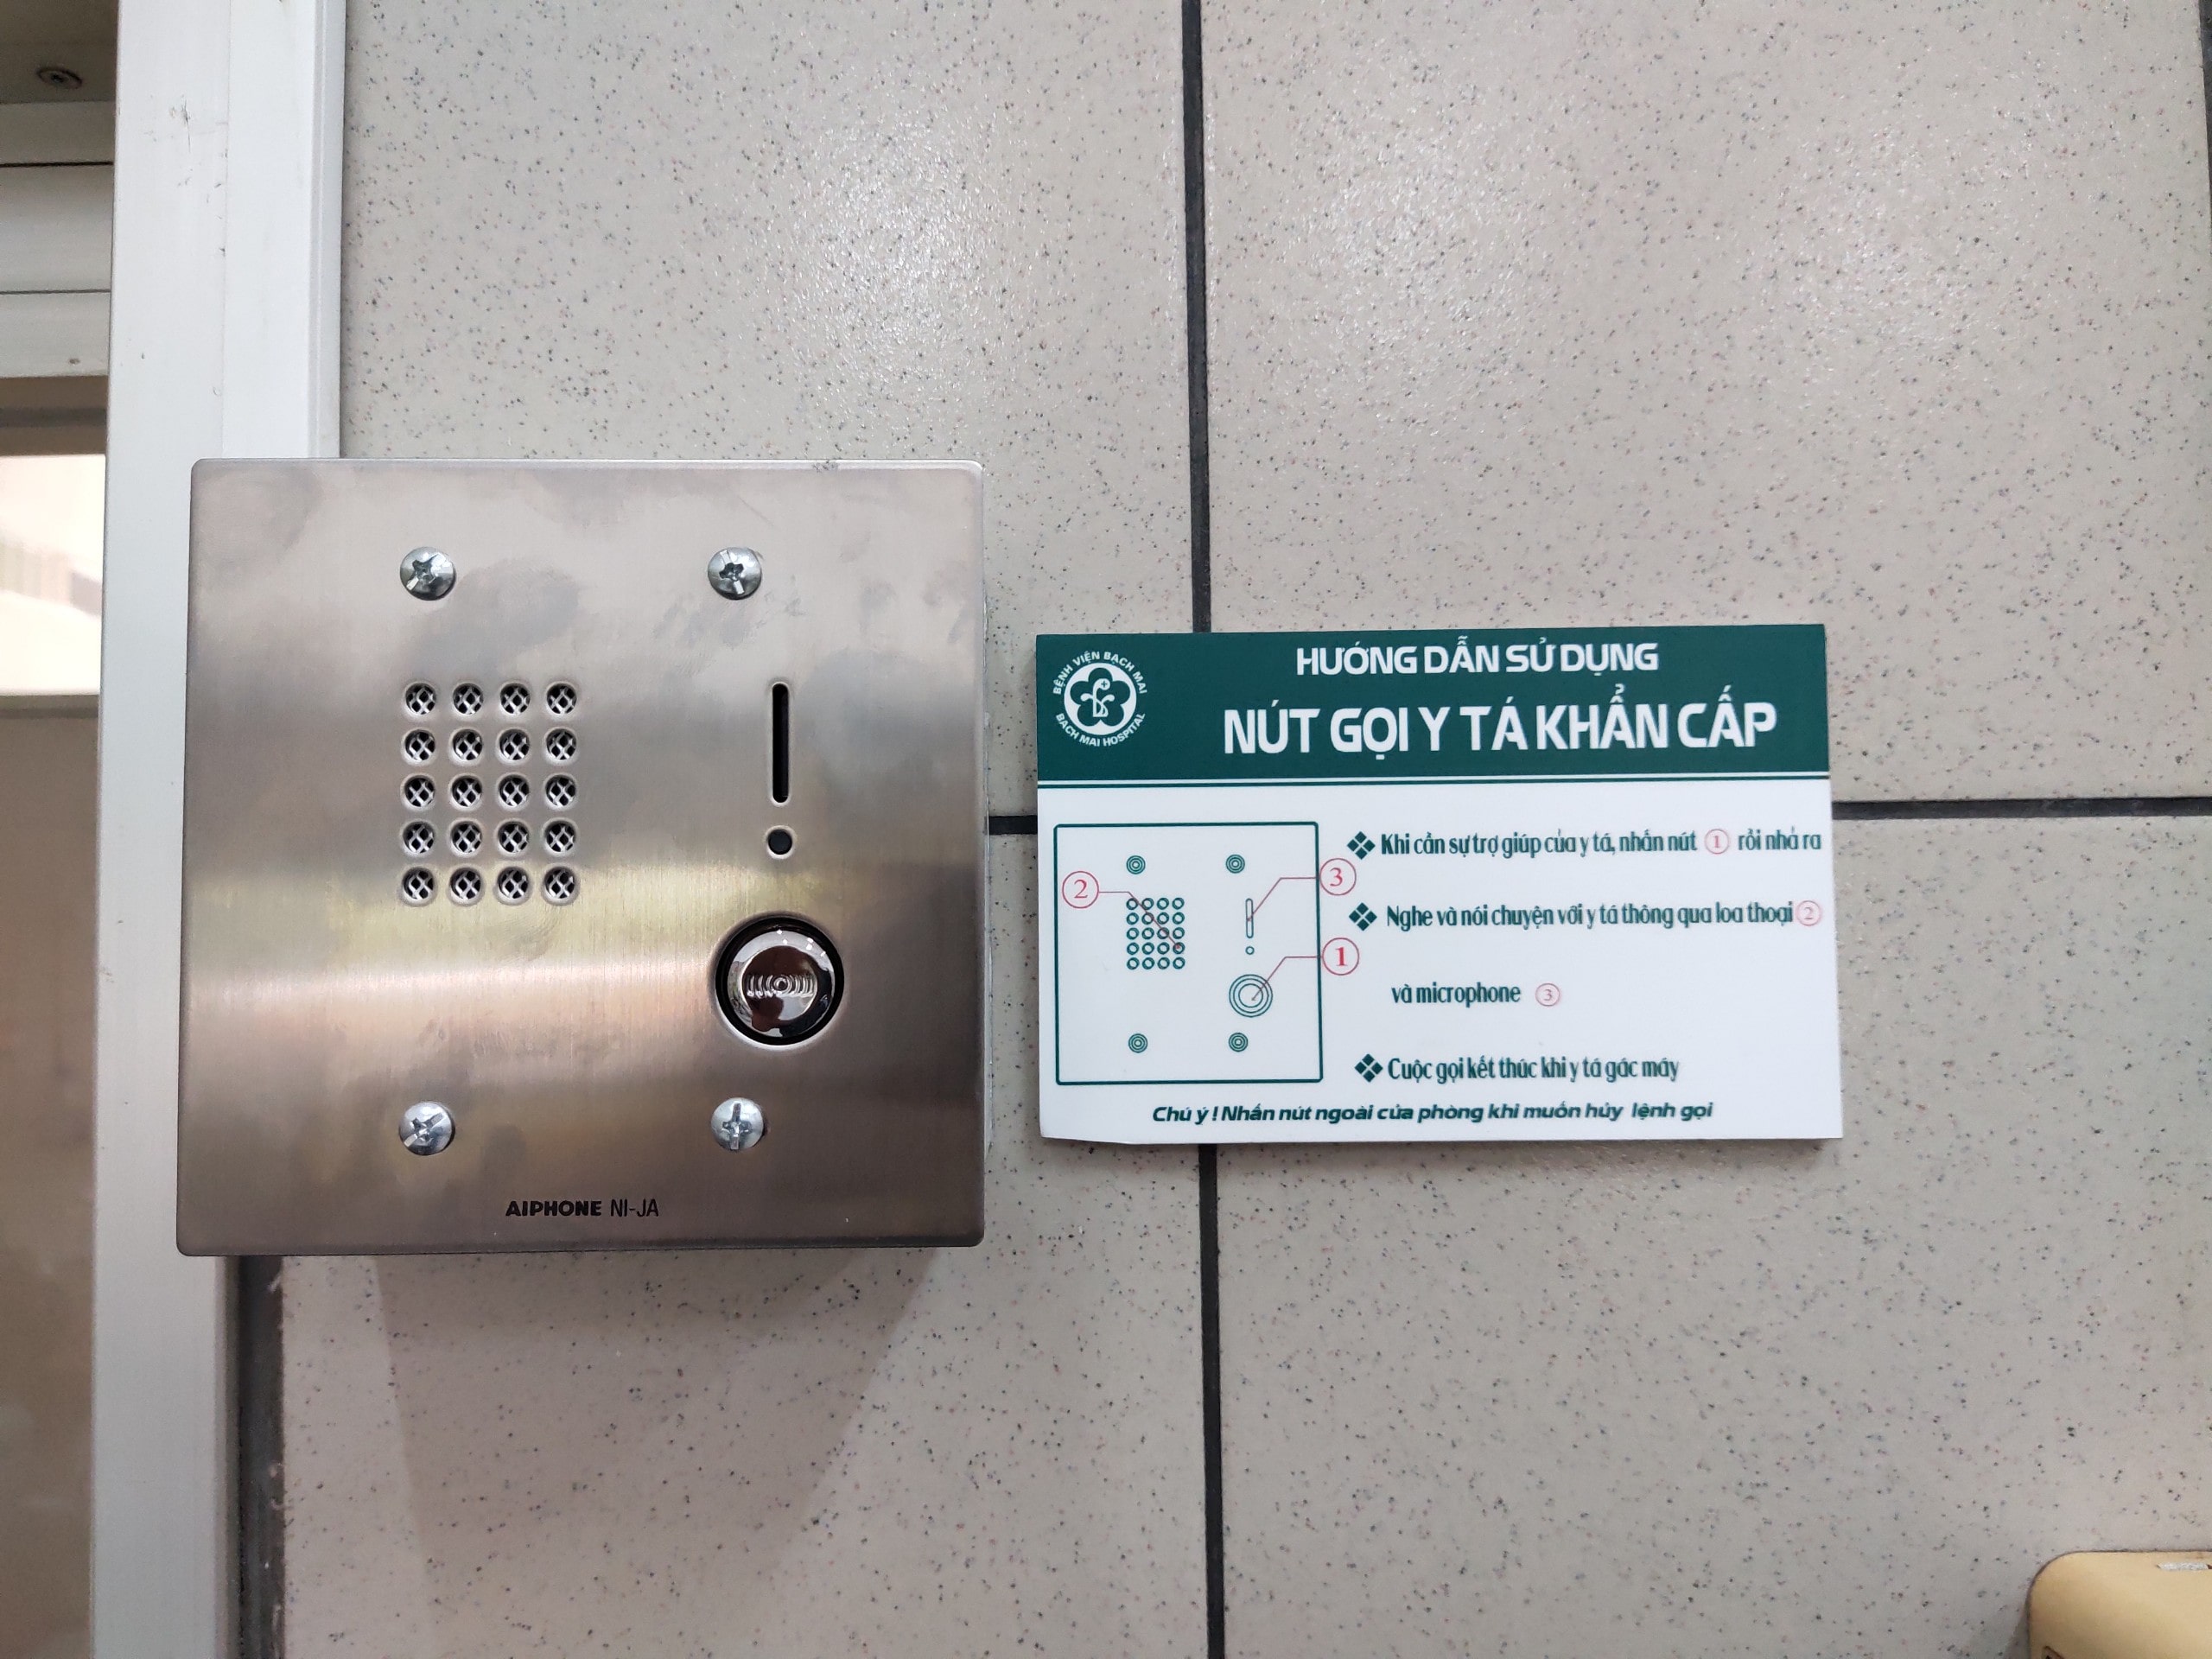 AIPHONE NI-JA
BỆNH VIỆN BẠCH MAI
BACH MAI HOSPITAL
HƯỚNG DẪN SỬ DỤNG
NÚT GỌI Y TÁ KHẨN CẤP
2
3
1
Khi cần sự trợ giúp của y tá, nhấn nút 1 rồi nhả ra
Nghe và nói chuyện với y tá thông qua loa thoại 2
và microphone 3
Cuộc gọi kết thúc khi y tá gác máy
Chú ý ! Nhấn nút ngoài cửa phòng khi muốn hủy lệnh gọi